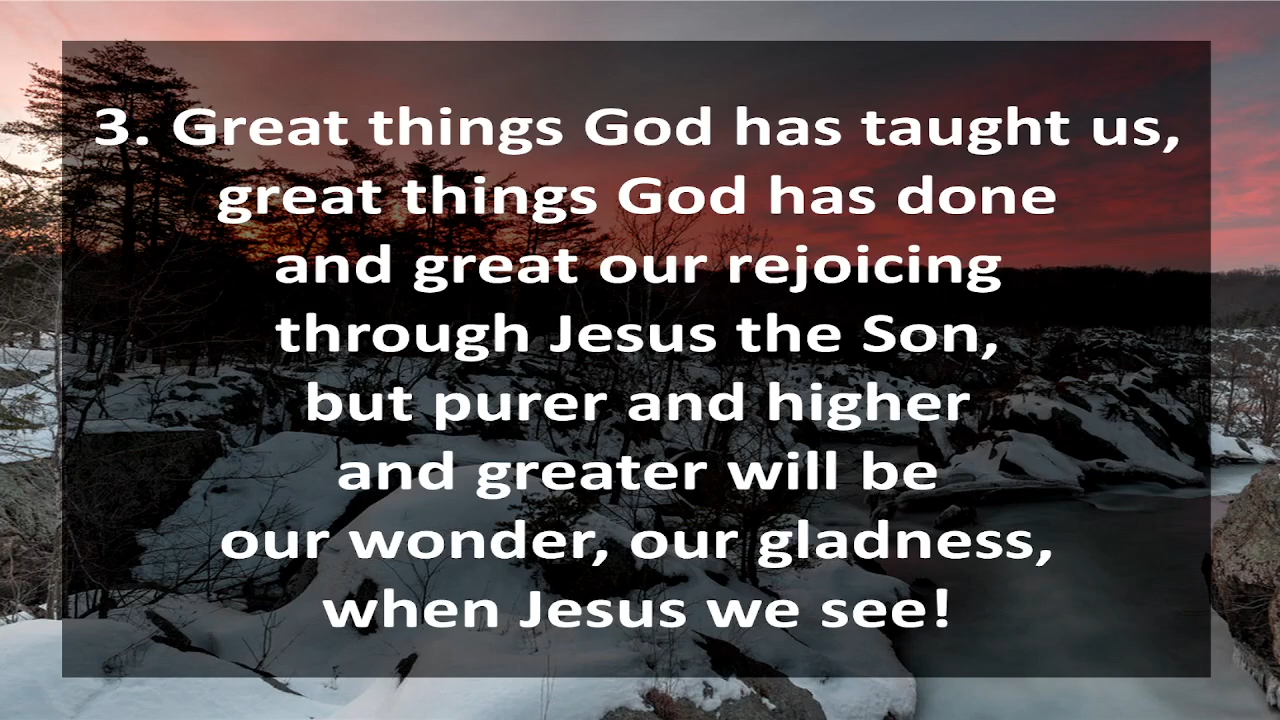 3. Great things God has taught us,
great things God has done
and great our rejoicing
through Jesus the Son,
but purer and higher
and greater will be
our wonder, our gladness,
when Jesus we see!